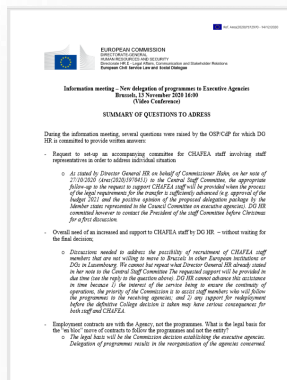 EUROPEAN COMMISSION
DIRECTORATE-GENERAL
HUMAN RESOURCES AND SECURITY
Directorate HR.E - Legal Affairs, Communication and Stakeholder Relations
European Civil Service Law and Social Dialogue
Information meeting – New delegation of programmes to Executive Agencies
Brussels, 13 November 2020 16:00
(Video Conference)
SUMMARY OF QUESTIONS TO ADRESS
During the information meeting, several questions were raised by the OSP/CdP for which DG
HR is committed to provide written answers:
- Request to set-up an accompanying committee for CHAFEA staff involving staff
representatives in order to address individual situation
o As stated by Director General HR on behalf of Commissioner Hahn, on her note of
27/10/2020 (Ares(2020)5976453) to the Central Staff Committee, the appropriate
follow-up to the request to support CHAFEA staff will be provided when the process
of the legal requirements for the transfer is sufficiently advanced (e.g. approval of the
budget 2021 and the positive opinion of the proposed delegation package by the
Member states represented in the Council Committee on executive agencies). DG HR
committed however to contact the President of the staff Committee before Christmas
for a first discussion.
- Overall need of an increased and support to CHAFEA staff by DG HR – without waiting for
the final decision;
o Discussions needed to address the possibility of recruitment of CHAFEA staff
members that are not willing to move to Brussels in other European institutions or
DGs in Luxembourg. We cannot but repeat what Director General HR already stated
in her note to the Central Staff Committee The requested support will be provided in
due time (see the reply to the question above). DG HR cannot advance this assistance
in time because 1) the interest of the service being to ensure the continuity of
operations, the priority of the Commission is to assist staff members who will follow
the programmes to the receiving agencies; and 2) any support for redeployment
before the definitive College decision is taken may have serious consequences for
both staff and CHAFEA.
- Employment contracts are with the Agency, not the programmes. What is the legal basis for
the "en bloc" move of contracts to follow the programmes and not the entity?
o The legal basis will be the Commission decision establishing the executive agencies.
Delegation of programmes results in the reorganisation of the agencies concerned.